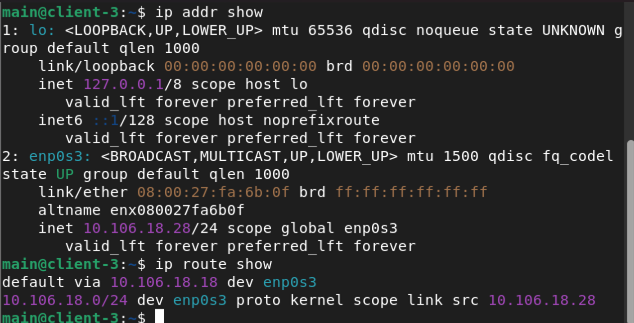 main@client-3:~$ ip addr show
1: lo: <LOOPBACK,UP,LOWER_UP> mtu 65536 qdisc noqueue state UNKNOWN g
roup default qlen 1000
    link/loopback 00:00:00:00:00:00 brd 00:00:00:00:00:00
    inet 127.0.0.1/8 scope host lo
       valid_lft forever preferred_lft forever
    inet6 ::1/128 scope host noprefixroute
       valid_lft forever preferred_lft forever
2: enp0s3: <BROADCAST,MULTICAST,UP,LOWER_UP> mtu 1500 qdisc fq_codel
state UP group default qlen 1000
    link/ether 08:00:27:fa:6b:0f brd ff:ff:ff:ff:ff:ff
    altname enx080027fa6b0f
    inet 10.106.18.28/24 scope global enp0s3
       valid_lft forever preferred_lft forever
main@client-3:~$ ip route show
default via 10.106.18.18 dev enp0s3
10.106.18.0/24 dev enp0s3 proto kernel scope link src 10.106.18.28
main@client-3:~$